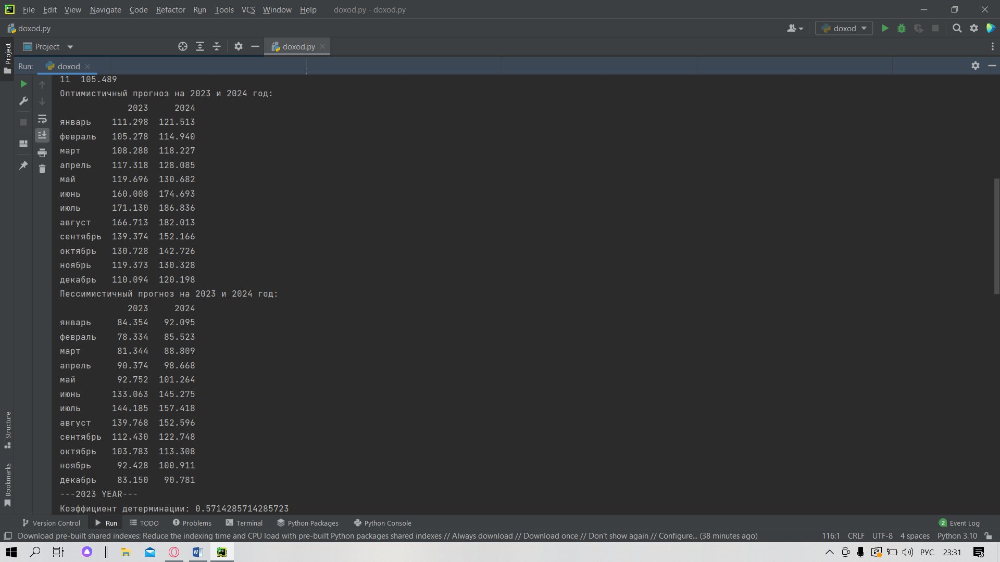 File Edit View Navigate Code Refactor Run Tools VCS Window Help doxod.py - doxod.py
doxod.py doxod
Project doxod.py
Run: doxod
11 105.489
Оптимистичный прогноз на 2023 и 2024 год:
2023 2024
январь 111.298 121.513
февраль 105.278 114.940
март 108.288 118.227
апрель 117.318 128.085
май 119.696 130.682
июнь 160.008 174.693
июль 171.130 186.836
август 166.713 182.013
сентябрь 139.374 152.166
октябрь 130.728 142.726
ноябрь 119.373 130.328
декабрь 110.094 120.198
Пессимистичный прогноз на 2023 и 2024 год:
2023 2024
январь 84.354 92.095
февраль 78.334 85.523
март 81.344 88.809
апрель 90.374 98.668
май 92.752 101.264
июнь 133.063 145.275
июль 144.185 157.418
август 139.768 152.596
сентябрь 112.430 122.748
октябрь 103.783 113.308
ноябрь 92.428 100.911
декабрь 83.150 90.781
---2023 YEAR---
Коэффициент детерминации: 0.5714285714285723
Project
Structure
Bookmarks
Version Control Run TODO Problems Terminal Python Packages Python Console 2 Event Log
Download pre-built shared indexes: Reduce the indexing time and CPU load with pre-built Python packages shared indexes // Always download // Download once // Don't show again // Configure... (38 minutes ago) 116:1 CRLF UTF-8 4 spaces Python 3.10
РУС 23:31